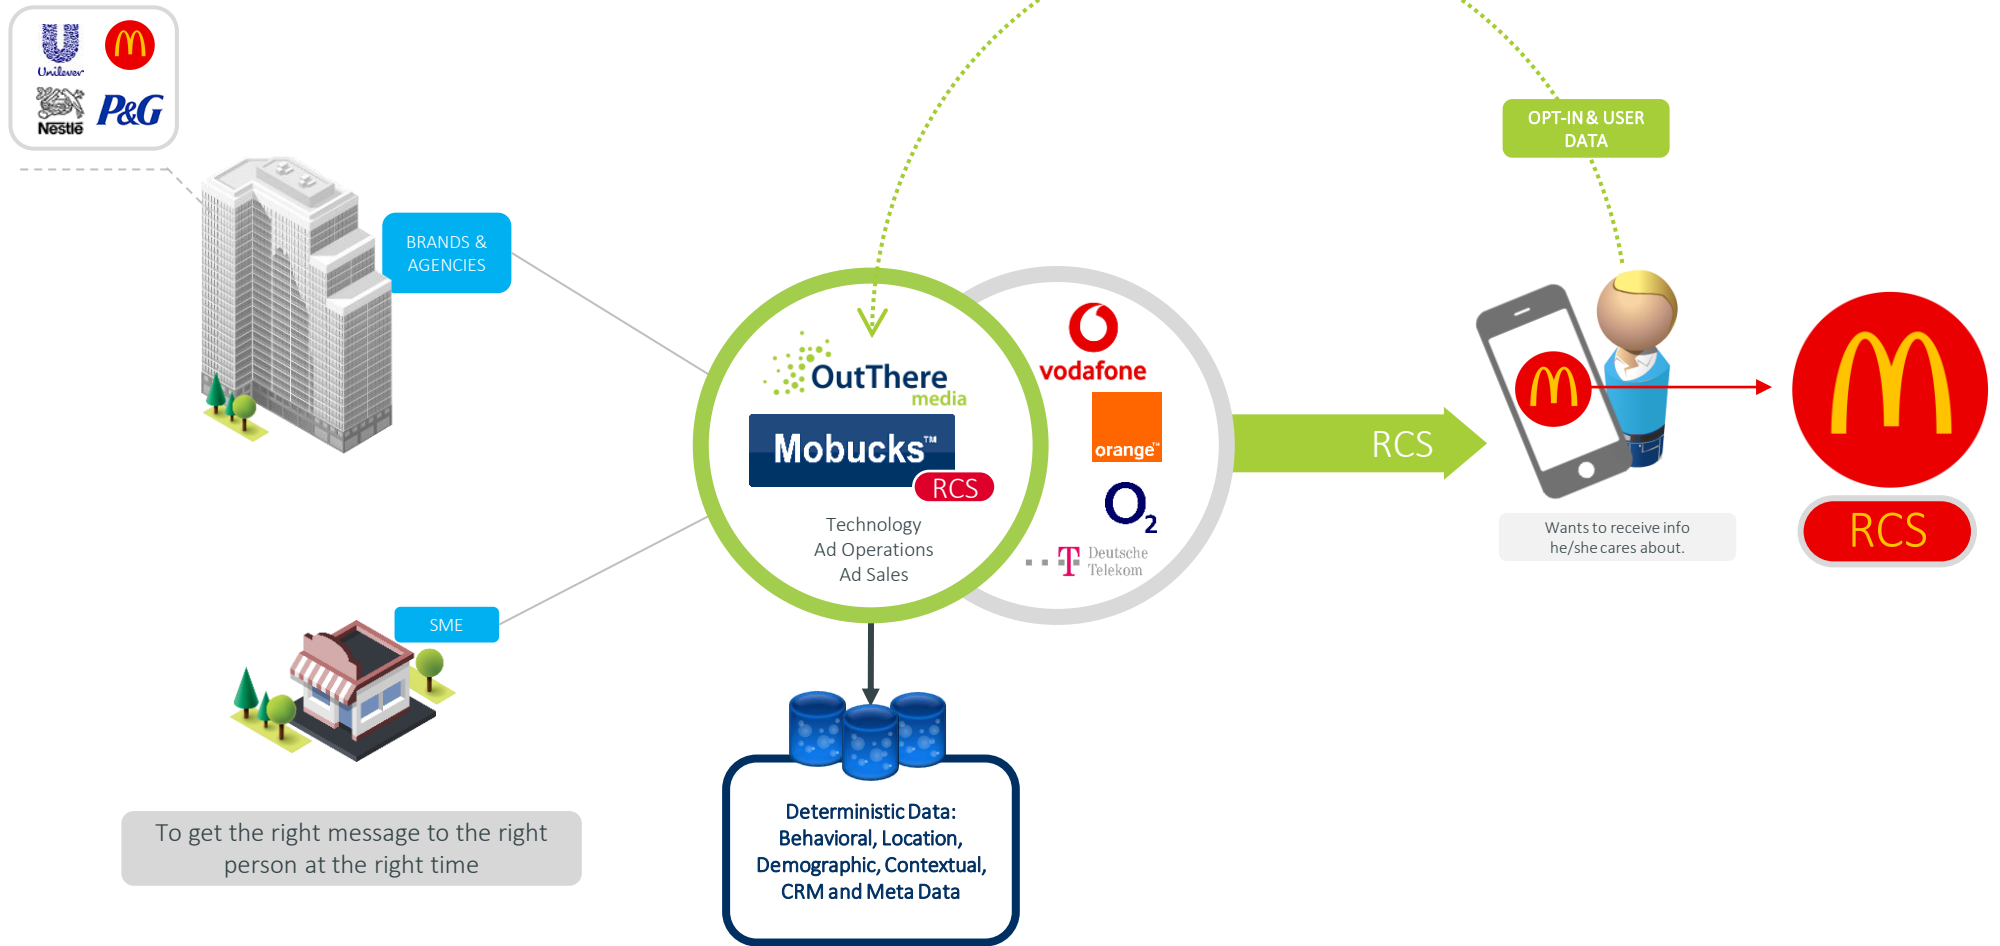 Unilever
Nestlē
P&G
OPT-IN & USER
DATA
BRANDS &
AGENCIES
OutThere
media
Mobucks™
RCS
Technology
Ad Operations
Ad Sales
vodafone
orange™
O2
T Deutsche
Telekom
RCS
Wants to receive info
he/she cares about.
RCS
SME
To get the right message to the right
person at the right time
Deterministic Data:
Behavioral, Location,
Demographic, Contextual,
CRM and Meta Data